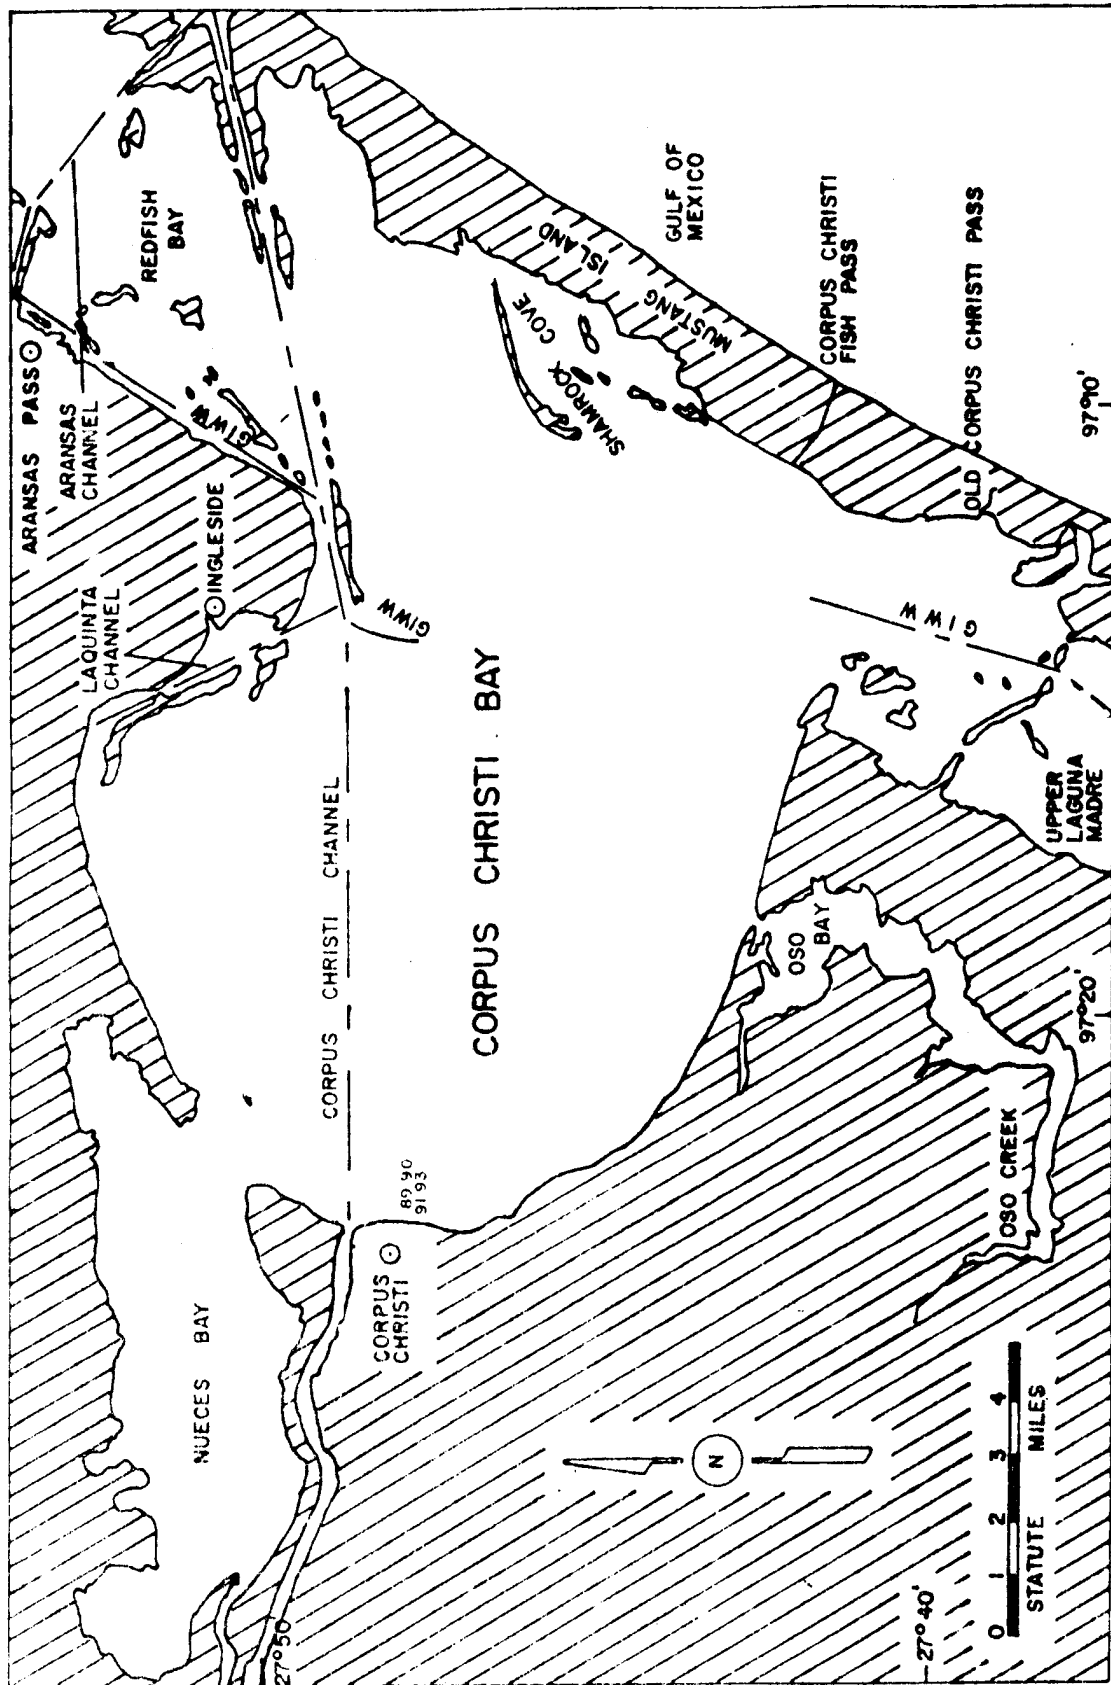 ARANSAS PASS
ARANSAS
CHANNEL
REDFISH
BAY
LAQUINTA
CHANNEL
INGLESIDE
GIWW
GIWW
NUECES BAY
CORPUS CHRISTI CHANNEL
CORPUS CHRISTI BAY
SHAMROCK COVE
MUSTANG
ISLAND
GULF OF
MEXICO
CORPUS CHRISTI
FISH PASS
OLD CORPUS CHRISTI PASS
GIWW
89 90
91 93
CORPUS
CHRISTI
OSO
BAY
OSO CREEK
UPPER
LAGUNA
MADRE
N
27°50'
27°40'
97°20'
97°10'
0 1 2 3 4
STATUTE MILES